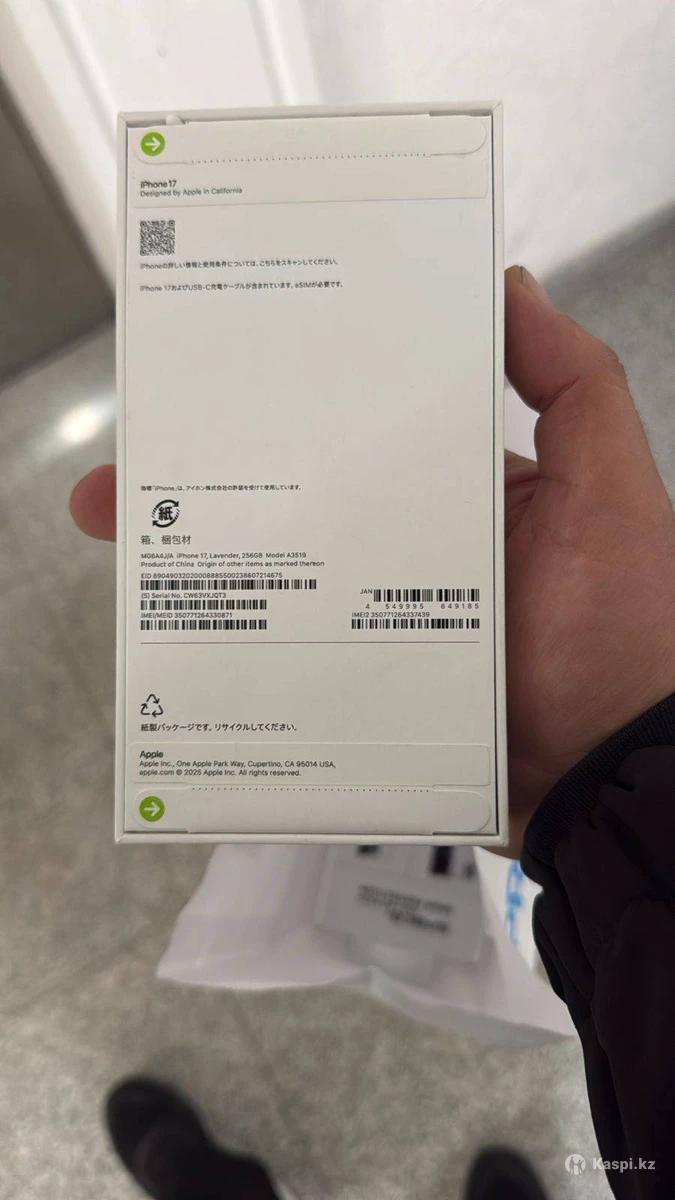 iPhone 17
Designed by Apple in California
iPhoneの詳しい情報と使用条件については、こちらをスキャンしてください。
iPhone 17およびUSB-C充電ケーブルが含まれています。eSIMが必要です。
商標「iPhone」は、アイホン株式会社の許諾を受けて使用しています。
紙
箱、梱包材
MG6A4J/A iPhone 17, Lavender, 256GB Model A3519
Product of China Origin of other items as marked thereon
EID 89049032020008885500238607214675
(S) Serial No. CW63VXJQT3
JAN
4 549995 649185
IMEI/MEID 350771264330871
IMEI2 350771264337439
紙製パッケージです。リサイクルしてください。
Apple
Apple Inc., One Apple Park Way, Cupertino, CA 95014 USA,
apple.com © 2025 Apple Inc. All rights reserved.
Kaspi.kz